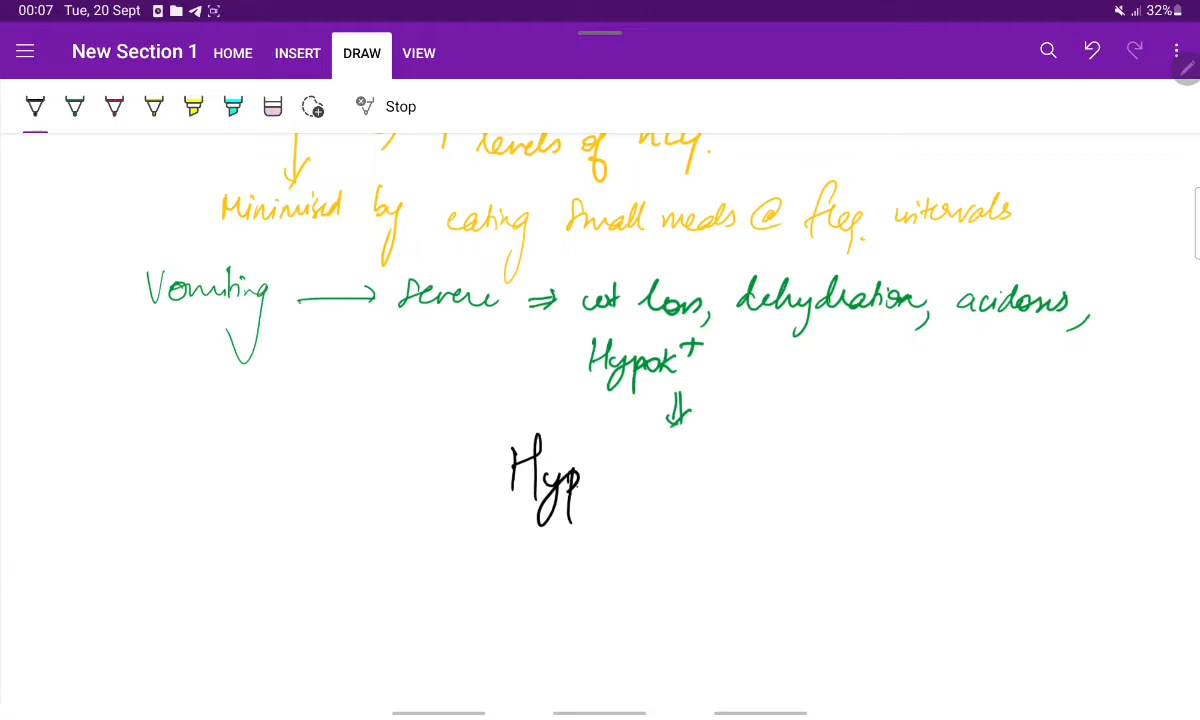 00:07 Tue, 20 Sept 32%
New Section 1 HOME INSERT DRAW VIEW
Stop
↑ levels of hCG.
Minimised by eating small meals @ freq. intervals
Vomiting → Severe ⇒ wt loss, dehydration, acidosis,
HypoK+
Hyp